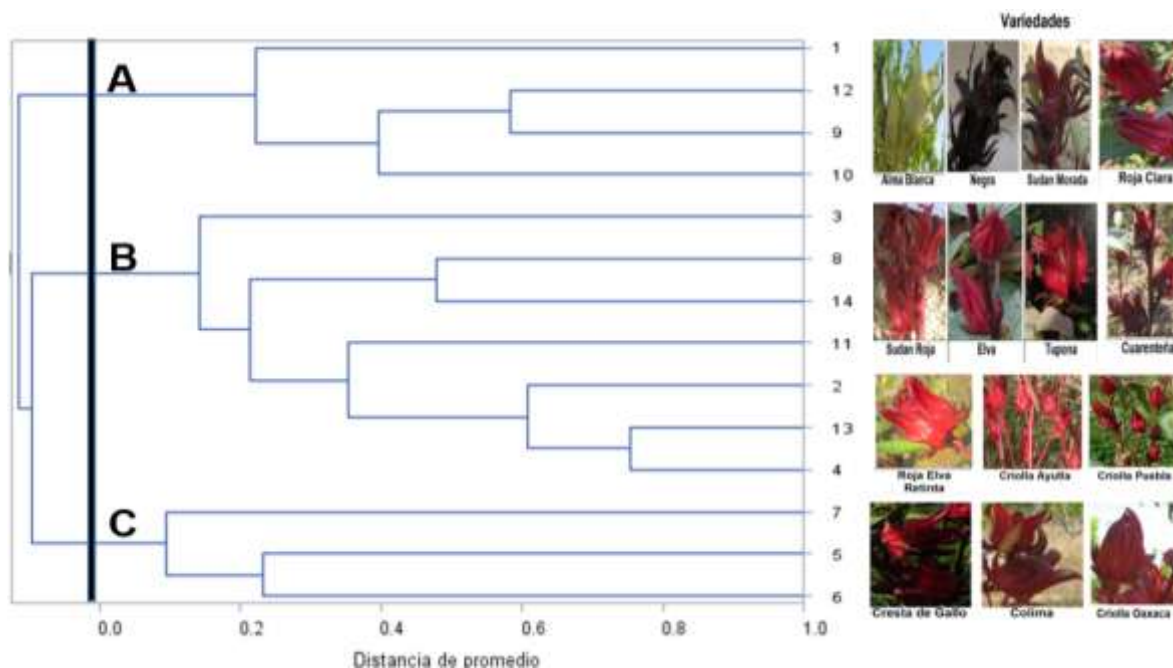 Variedades
A
B
C
1
12
9
10
3
8
14
11
2
13
4
7
5
6
0.0 0.2 0.4 0.6 0.8 1.0
Distancia de promedio
Alma Blanca Negra Sudan Morada Roja Clara
Sudan Roja Elva Tupona Cuarenteña
Roja Elva Retinta Criolla Ayutla Criolla Puebla
Cresta de Gallo Colima Criolla Oaxaca